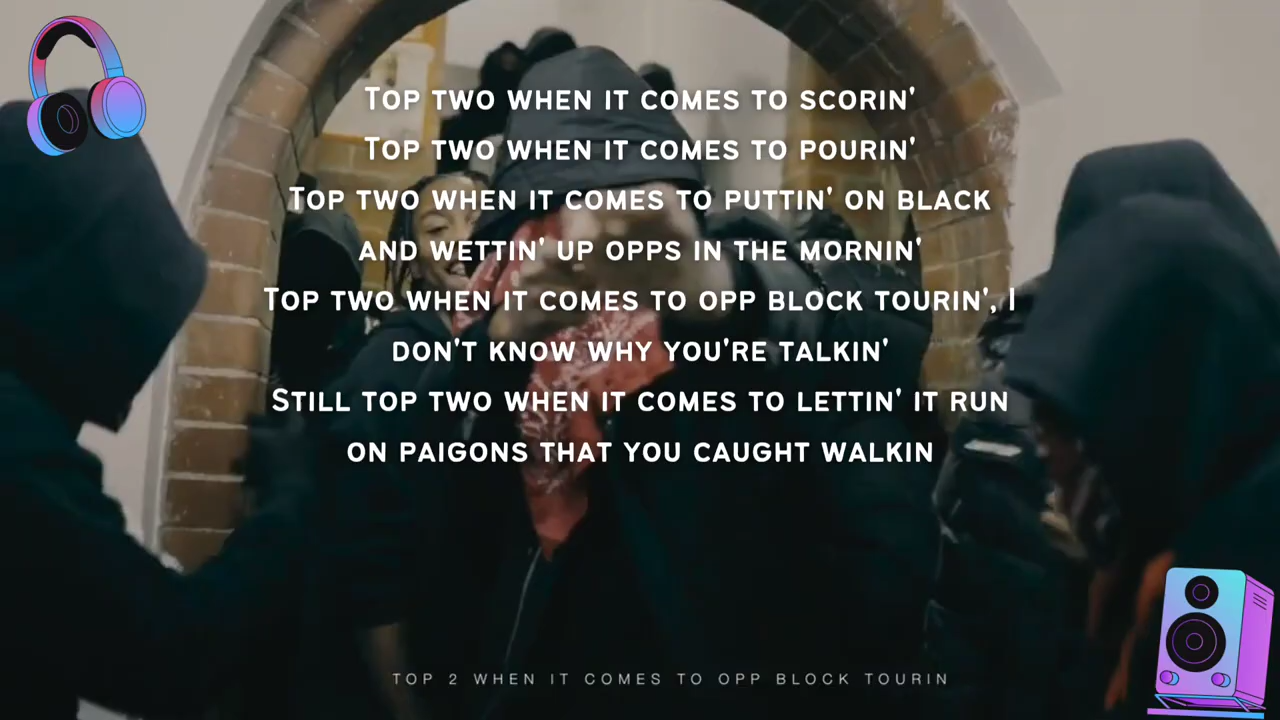 Top two when it comes to scorin'
Top two when it comes to pourin'
Top two when it comes to puttin' on black
and wettin' up opps in the mornin'
Top two when it comes to opp block tourin', I
don't know why you're talkin'
Still top two when it comes to lettin' it run
on paigons that you caught walkin
TOP 2 WHEN IT COMES TO OPP BLOCK TOURIN